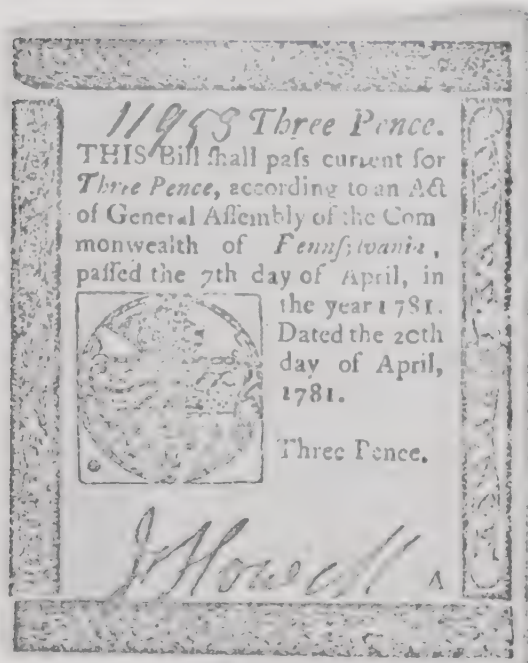 11953 Three Pence.
THIS Bill ſhall paſs current for
Three Pence, according to an Act
of General Aſſembly of the Com
monwealth of Pennſylvania,
paſſed the 7th day of April, in
the year 1781.
Dated the 20th
day of April,
1781.
Three Pence.
J Howell
A